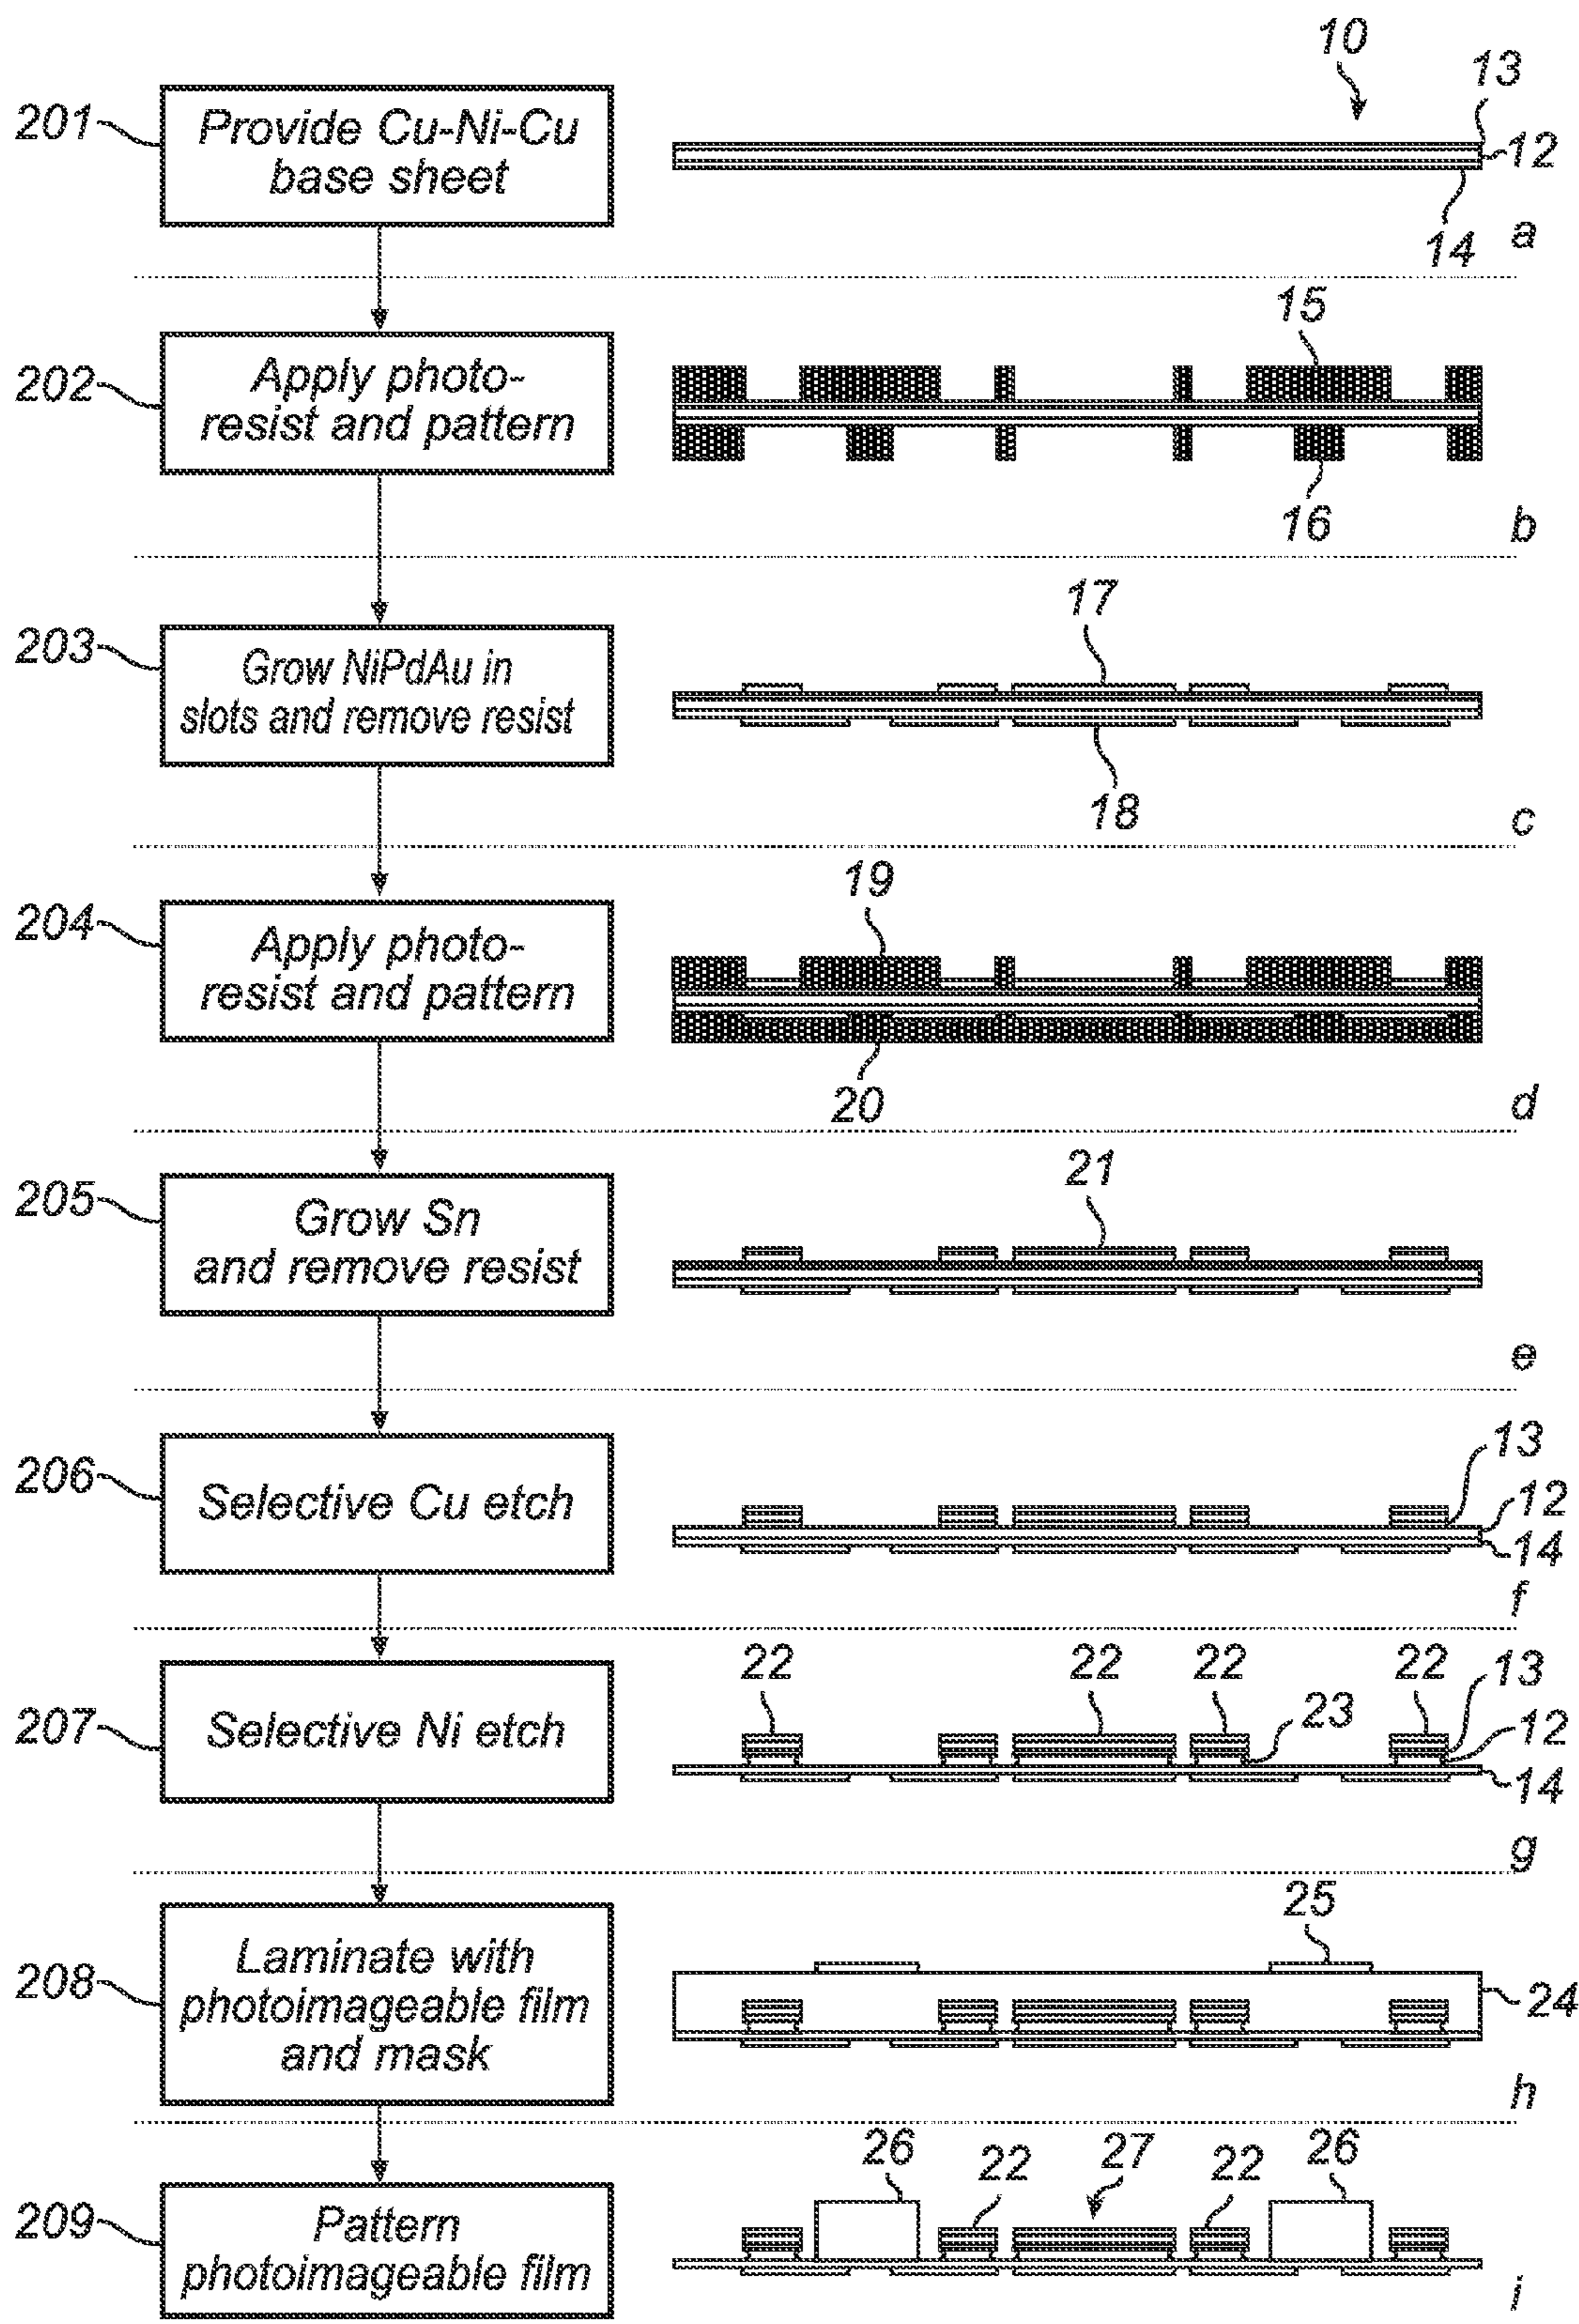 10
13
201
Provide Cu-Ni-Cu
base sheet
12
14
a
15
202
Apply photo-
resist and pattern
16
b
17
203
Grow NiPdAu in
slots and remove resist
18
c
19
204
Apply photo-
resist and pattern
20
d
21
205
Grow Sn
and remove resist
e
13
206
Selective Cu etch
12
14
f
22 22 22 22 13
207
Selective Ni etch
23
12
14
g
25
208
Laminate with
photoimageable film
and mask
24
h
26 22 27 22 26
209
Pattern
photoimageable film
i